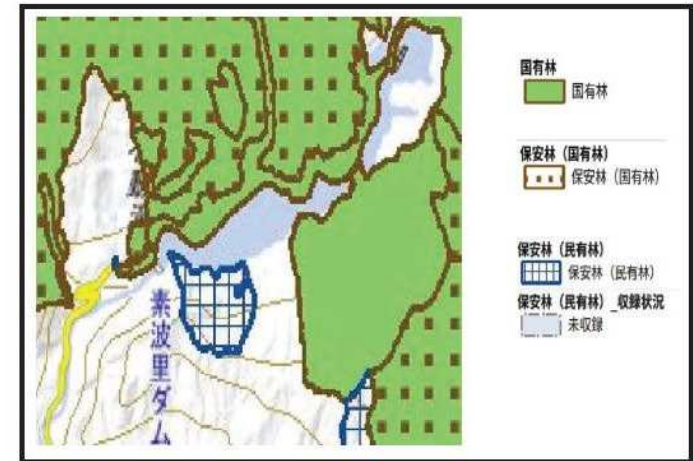 素波里ダム
国有林
国有林
保安林（国有林）
保安林（国有林）
保安林（民有林）
保安林（民有林）
保安林（民有林）_収録状況
未収録